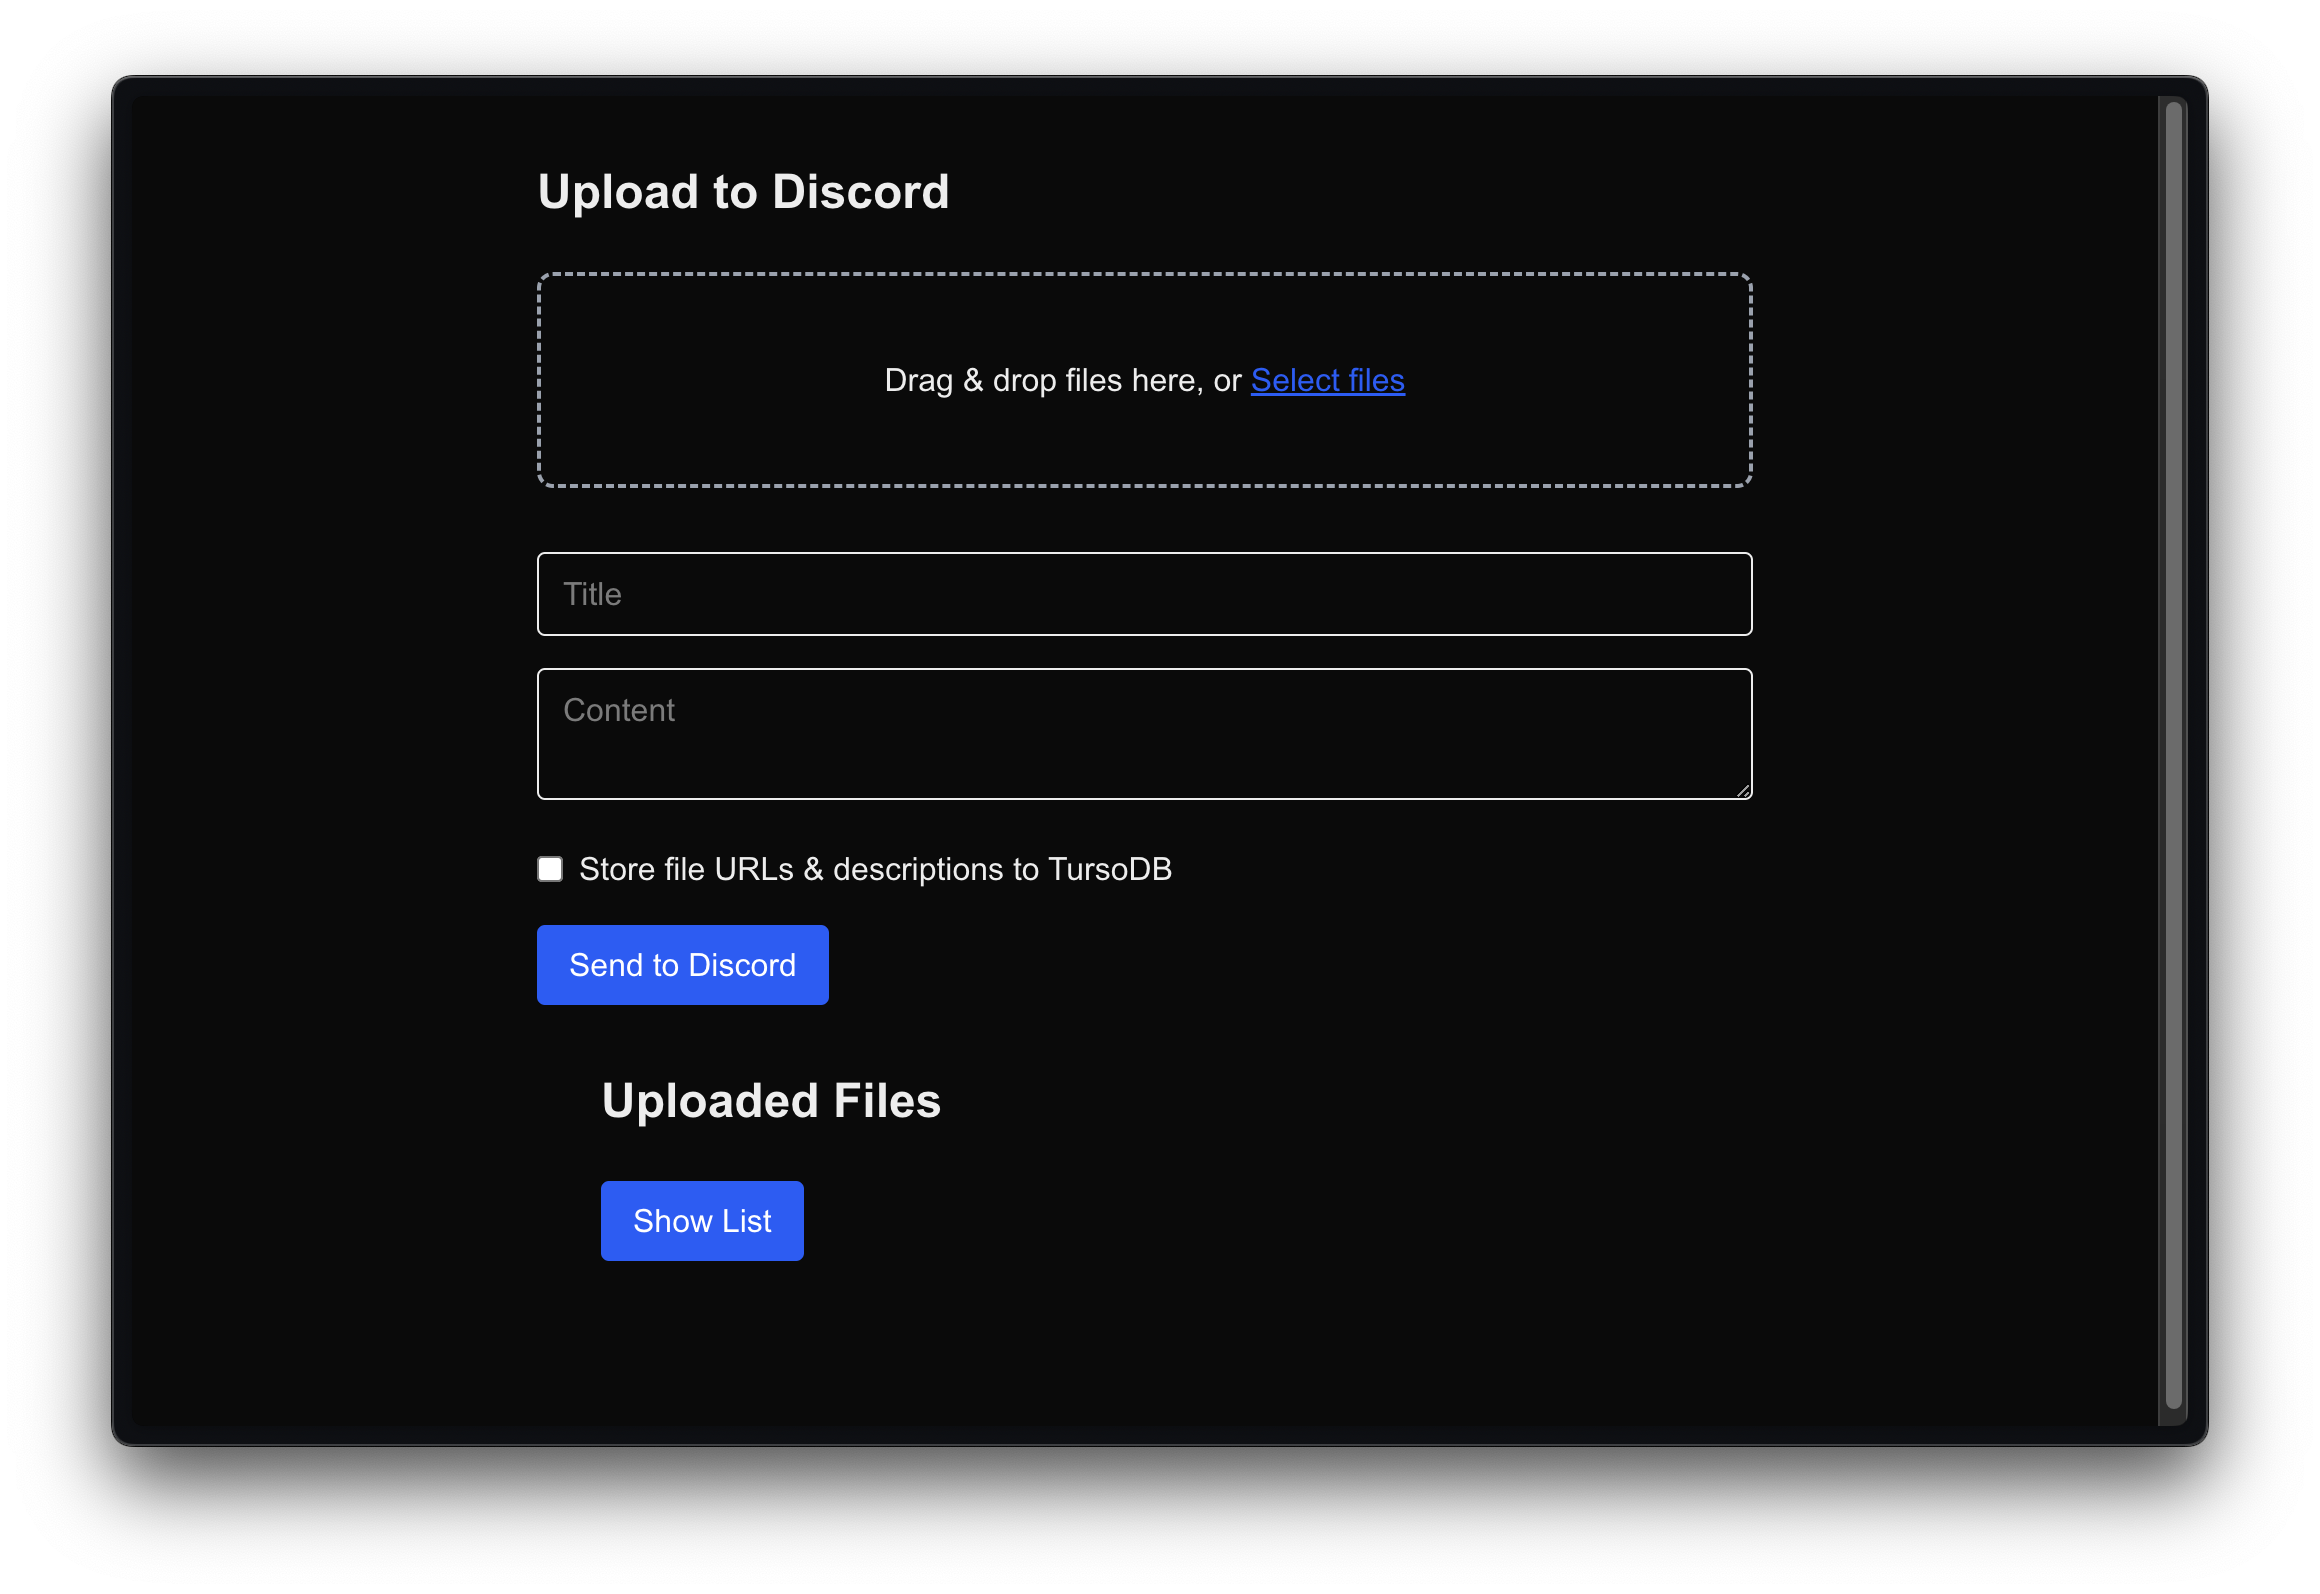 Upload to Discord
Drag & drop files here, or Select files
Title
Content
Store file URLs & descriptions to TursoDB
Send to Discord
Uploaded Files
Show List